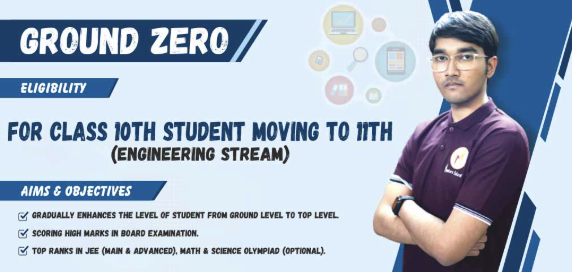 GROUND ZERO
ELIGIBILITY
FOR CLASS 10TH STUDENT MOVING TO 11TH
(ENGINEERING STREAM)
AIMS & OBJECTIVES
GRADUALLY ENHANCES THE LEVEL OF STUDENT FROM GROUND LEVEL TO TOP LEVEL.
SCORING HIGH MARKS IN BOARD EXAMINATION.
TOP RANKS IN JEE (MAIN & ADVANCED), MATH & SCIENCE OLYMPIAD (OPTIONAL).